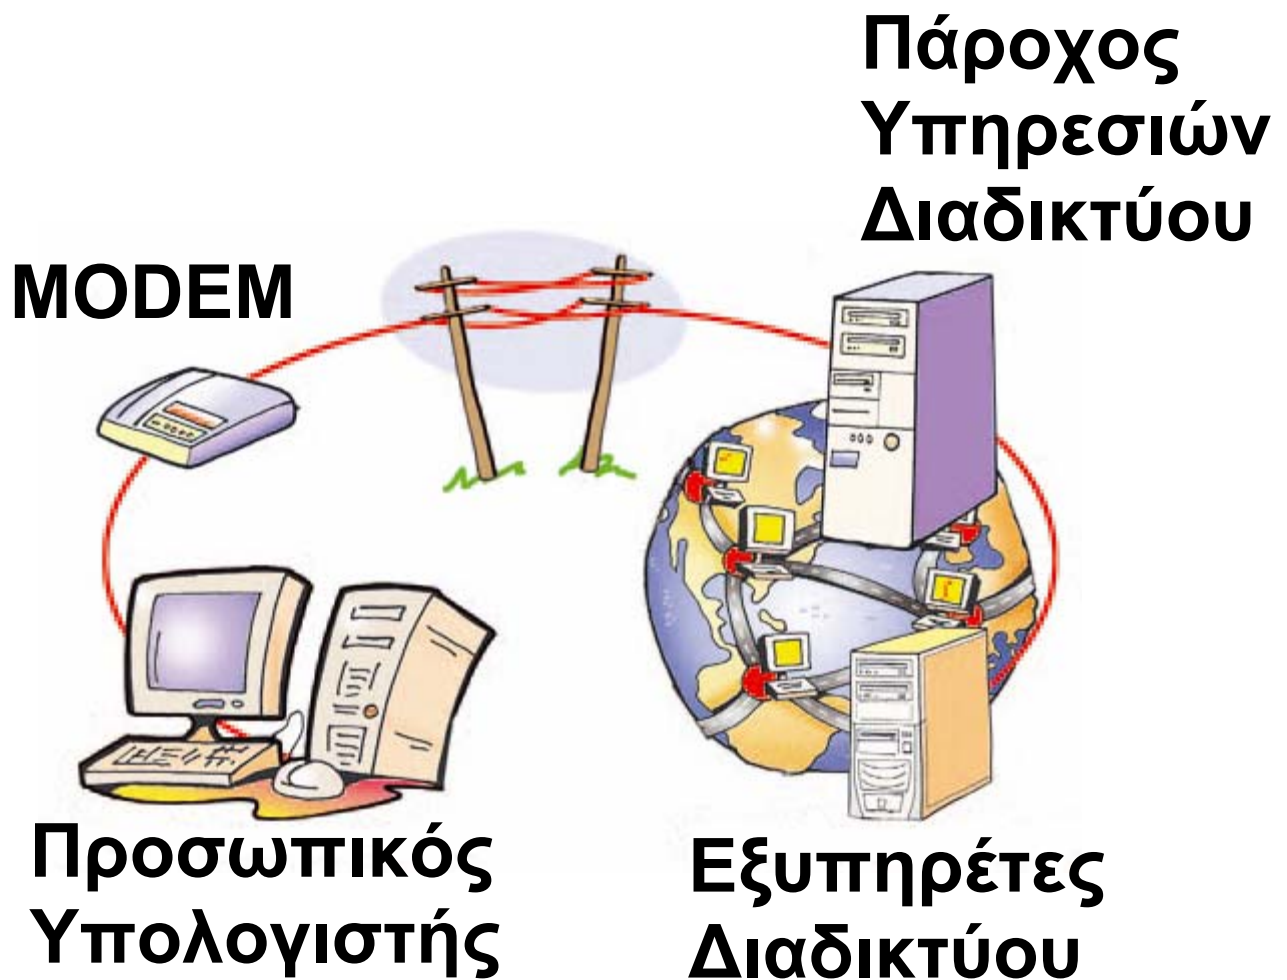 Πάροχος
Υπηρεσιών
Διαδικτύου
MODEM
Προσωπικός
Υπολογιστής
Εξυπηρέτες
Διαδικτύου